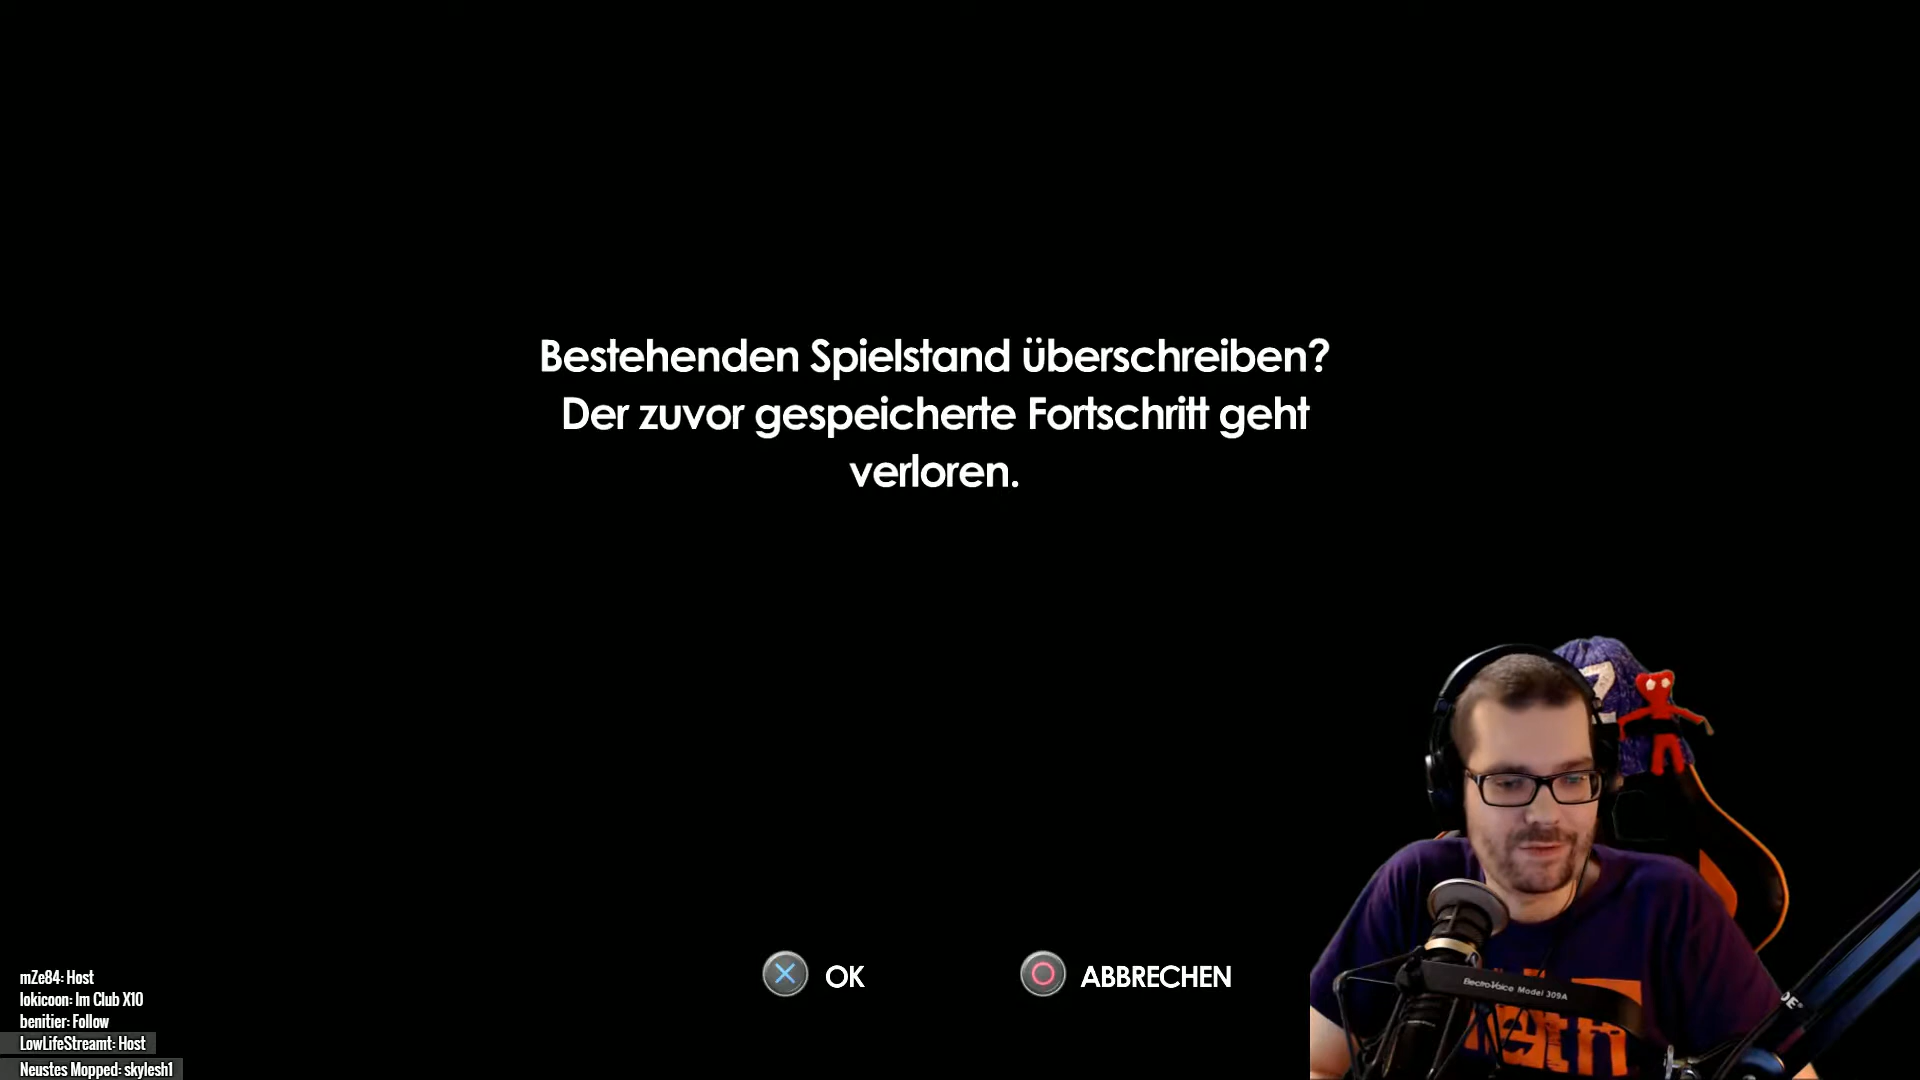 Bestehenden Spielstand überschreiben?
Der zuvor gespeicherte Fortschritt geht
verloren.
OK
ABBRECHEN
mZe84: Host
lokicoon: Im Club X10
benitier: Follow
LowLifeStreamt: Host
Neustes Mopped: skylesh1
Electro-Voice Model 309A